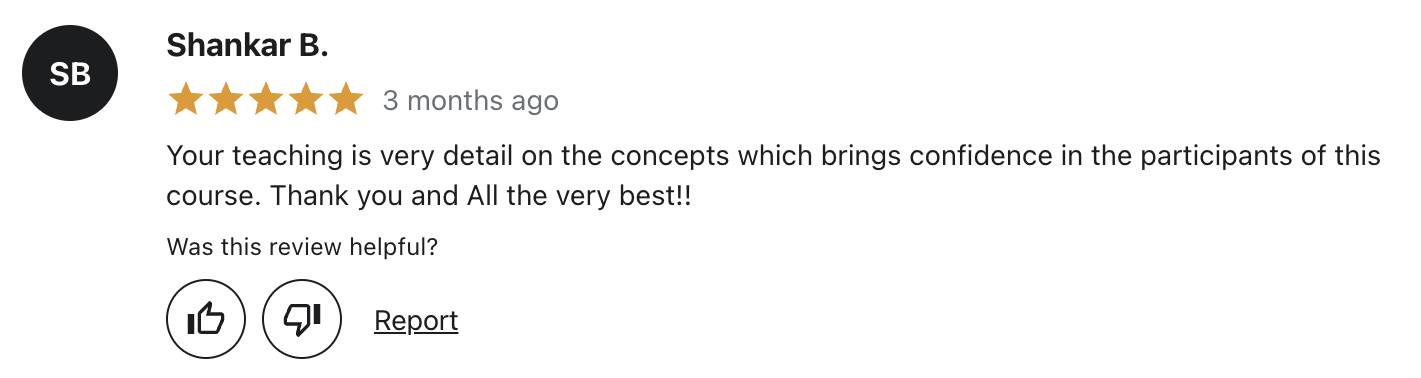 SB
Shankar B.
3 months ago
Your teaching is very detail on the concepts which brings confidence in the participants of this
course. Thank you and All the very best!!
Was this review helpful?
Report